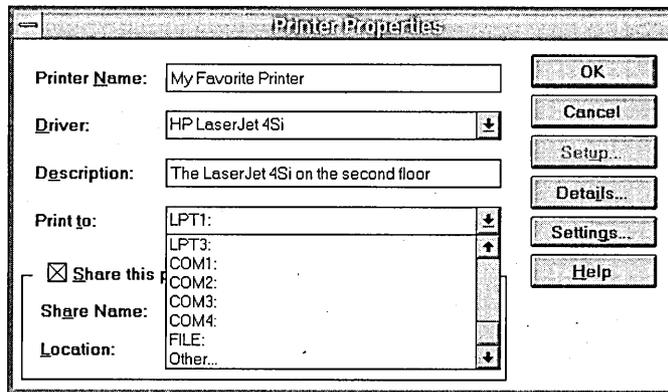 Printer Properties
Printer Name: My Favorite Printer
Driver: HP LaserJet 4Si
Description: The LaserJet 4Si on the second floor
Print to: LPT1:
LPT3:
COM1:
COM2:
COM3:
COM4:
FILE:
Other...
Share this p
Share Name:
Location:
OK
Cancel
Setup...
Details...
Settings...
Help